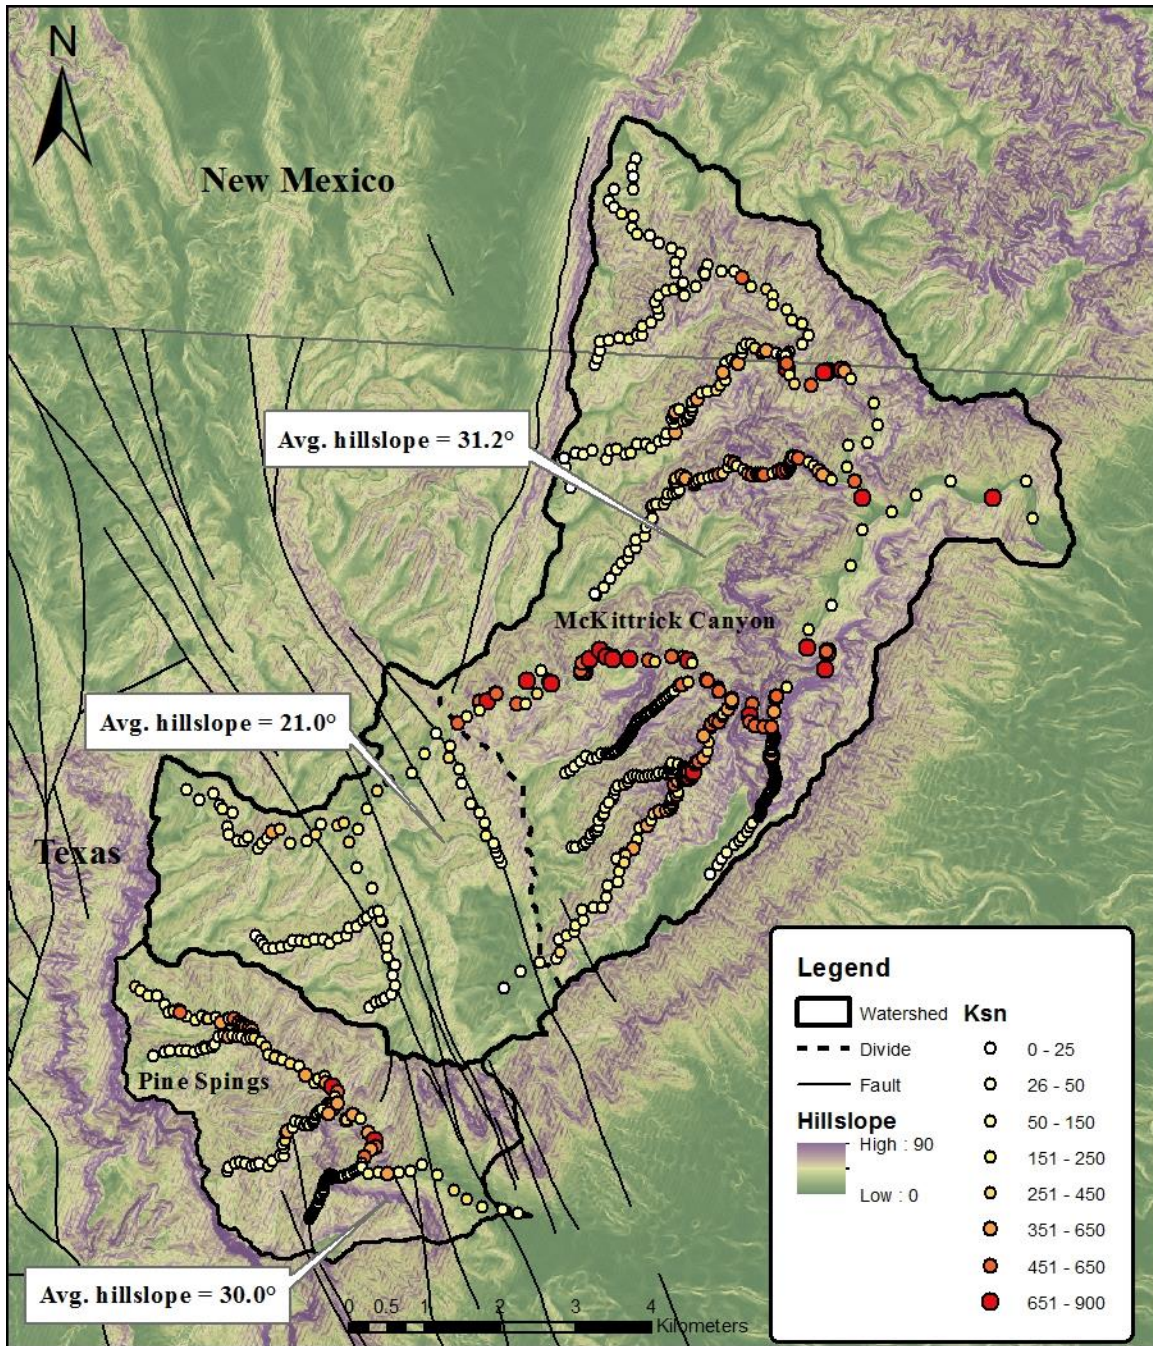 N
New Mexico
Avg. hillslope = 31.2°
McKittrick Canyon
Avg. hillslope = 21.0°
Texas
Pine Spings
Avg. hillslope = 30.0°
0 0.5 1 2 3 4
Kilometers
Legend
Watershed
Divide
Fault
Hillslope
High : 90
Low : 0
Ksn
0 - 25
26 - 50
50 - 150
151 - 250
251 - 450
351 - 650
451 - 650
651 - 900